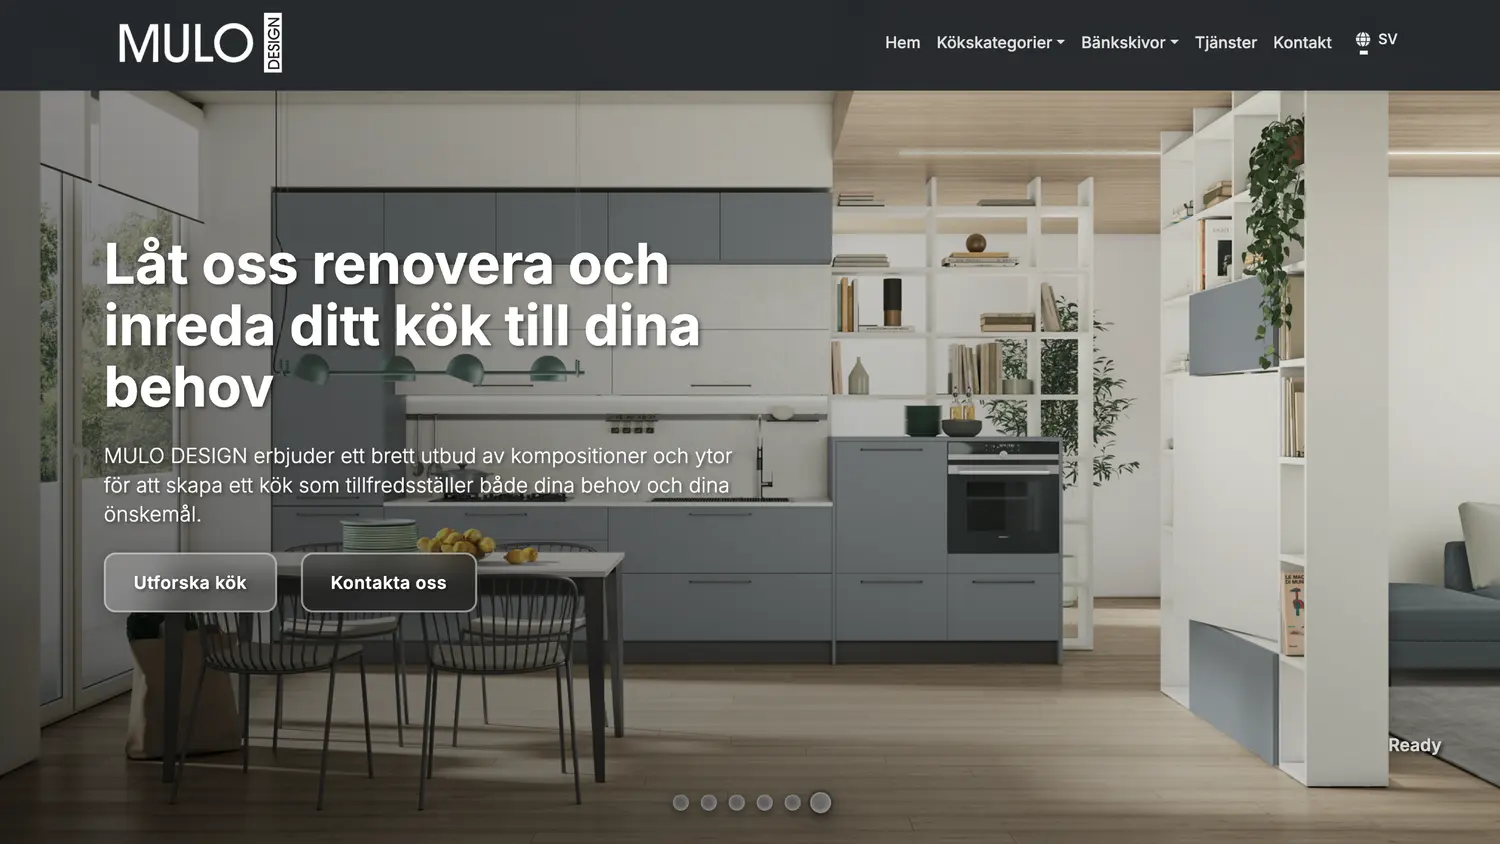 MULO DESIGN
Hem Kökskategorier Bänkskivor Tjänster Kontakt SV
Låt oss renovera och
inreda ditt kök till dina
behov
MULO DESIGN erbjuder ett brett utbud av kompositioner och ytor
för att skapa ett kök som tillfredsställer både dina behov och dina
önskemål.
Utforska kök Kontakta oss
Ready